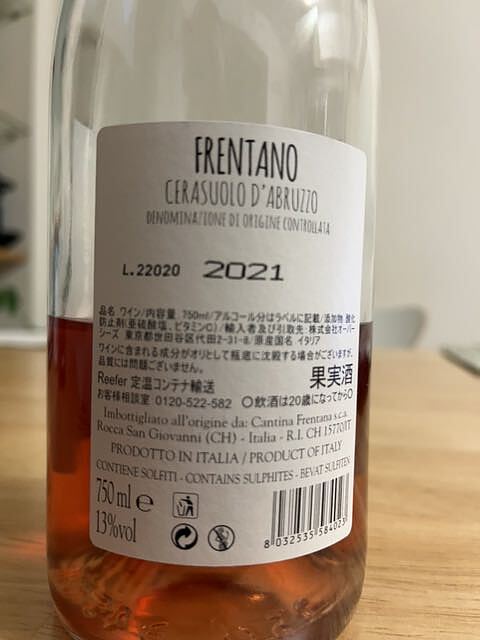 FRENTANO
CERASUOLO D'ABRUZZO
DENOMINAZIONE DI ORIGINE CONTROLLATA
L.22020 2021
品名 ワイン/内容量、750ml/アルコール分はラベルに記載/添加物 酸化
防止剤(亜硫酸塩、ビタミンC)/輸入者及び引取先:株式会社オーバー
シーズ 東京都世田谷区代田2-31-8/原産国名 イタリア
ワインに含まれる成分がオリとして瓶底に沈殿する場合がございますが、
品質には問題ございません。
果実酒
Reefer 定温コンテナ輸送
お客様相談室 0120-522-582 〇飲酒は20歳になってから〇
Imbottigliato all'origine da: Cantina Frentana s.c.a.
Rocca San Giovanni (CH) - Italia - R.I. CH 15770/IT
PRODOTTO IN ITALIA / PRODUCT OF ITALY
CONTIENE SOLFITI - CONTAINS SULPHITES - BEVAT SULFITEN
750 ml e
13%vol
8 032535 584023